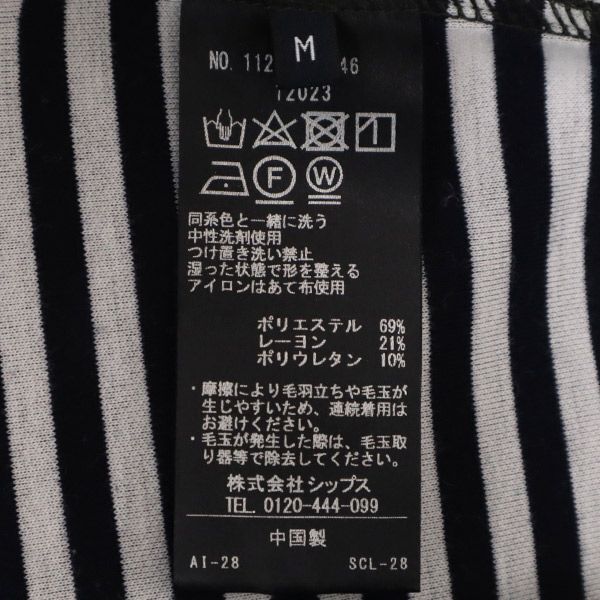 M
NO. 112 46
12023
F W
同系色と一緒に洗う
中性洗剤使用
つけ置き洗い禁止
湿った状態で形を整える
アイロンはあて布使用
ポリエステル 69%
レーヨン 21%
ポリウレタン 10%
・摩擦により毛羽立ちや毛玉が
生じやすいため、連続着用は
お避けください。
・毛玉が発生した際は、毛玉取
り器等で除去してください。
株式会社シップス
TEL. 0120-444-099
中国製
AI-28 SCL-28